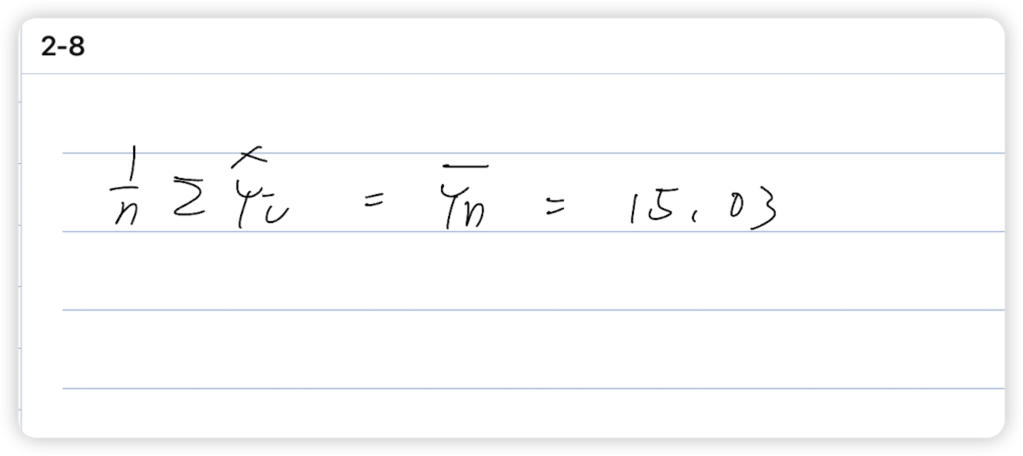 2-8
1/n Σ Ŷi = Ȳn = 15.03